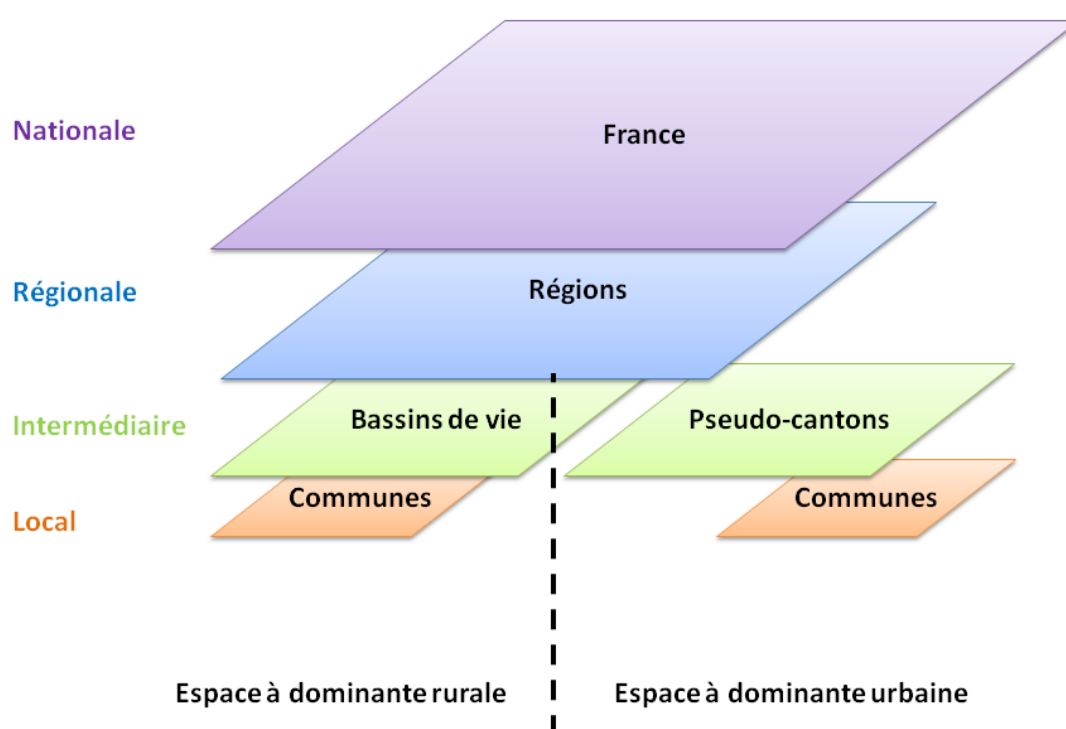 Nationale
France
Régionale
Régions
Intermédiaire
Bassins de vie
Pseudo-cantons
Local
Communes
Communes
Espace à dominante rurale
Espace à dominante urbaine